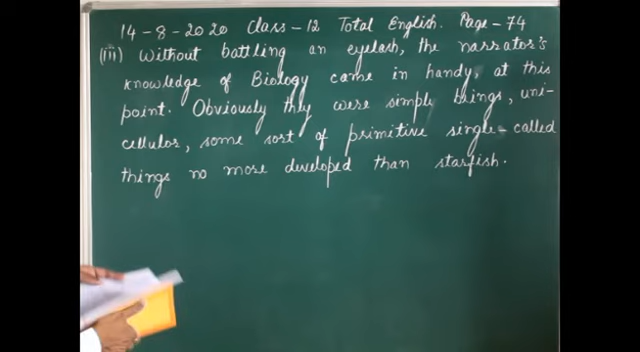 14-8-2020 Class-12 Total English. Page-74
(iii) Without battling an eyelash, the narrator's
knowledge of Biology came in handy, at this
point. Obviously they were simple beings, uni-
cellular, some sort of primitive single-called
things no more developed than starfish.